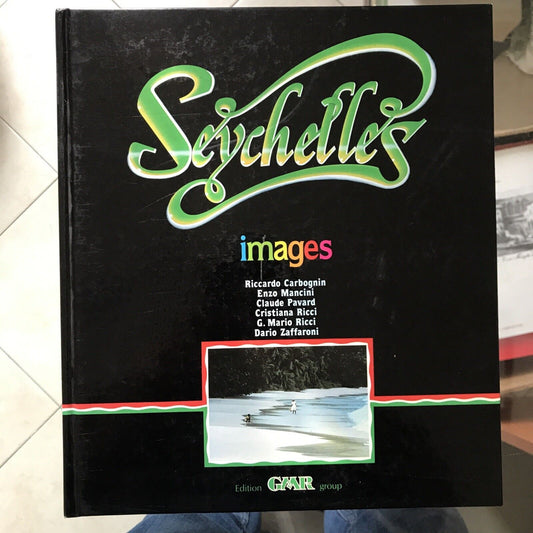 Seychelles
images
Riccardo Carbognin
Enzo Mancini
Claude Pavard
Cristiana Ricci
G. Mario Ricci
Dario Zaffaroni
Edition GMR group